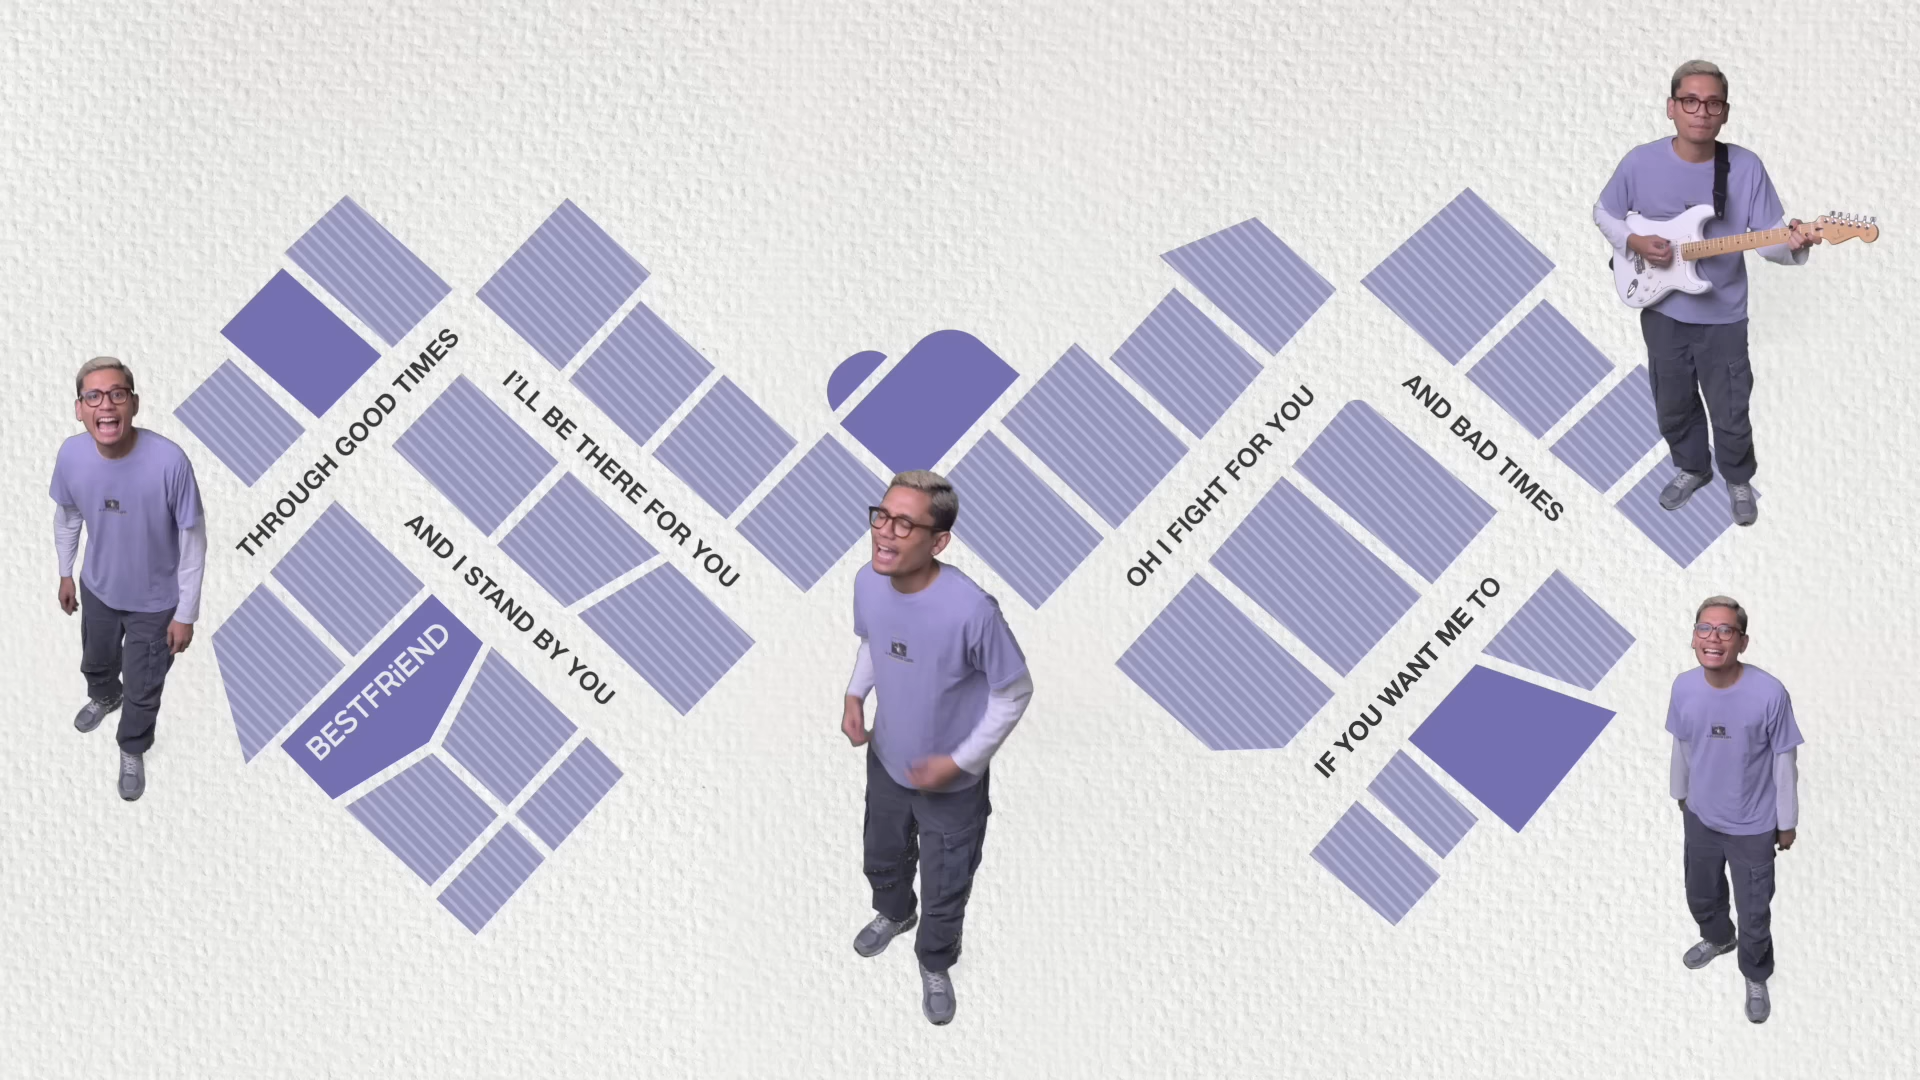 THROUGH GOOD TIMES
I'LL BE THERE FOR YOU
AND I STAND BY YOU
BESTFRiEND
OH I FIGHT FOR YOU
AND BAD TIMES
IF YOU WANT ME TO